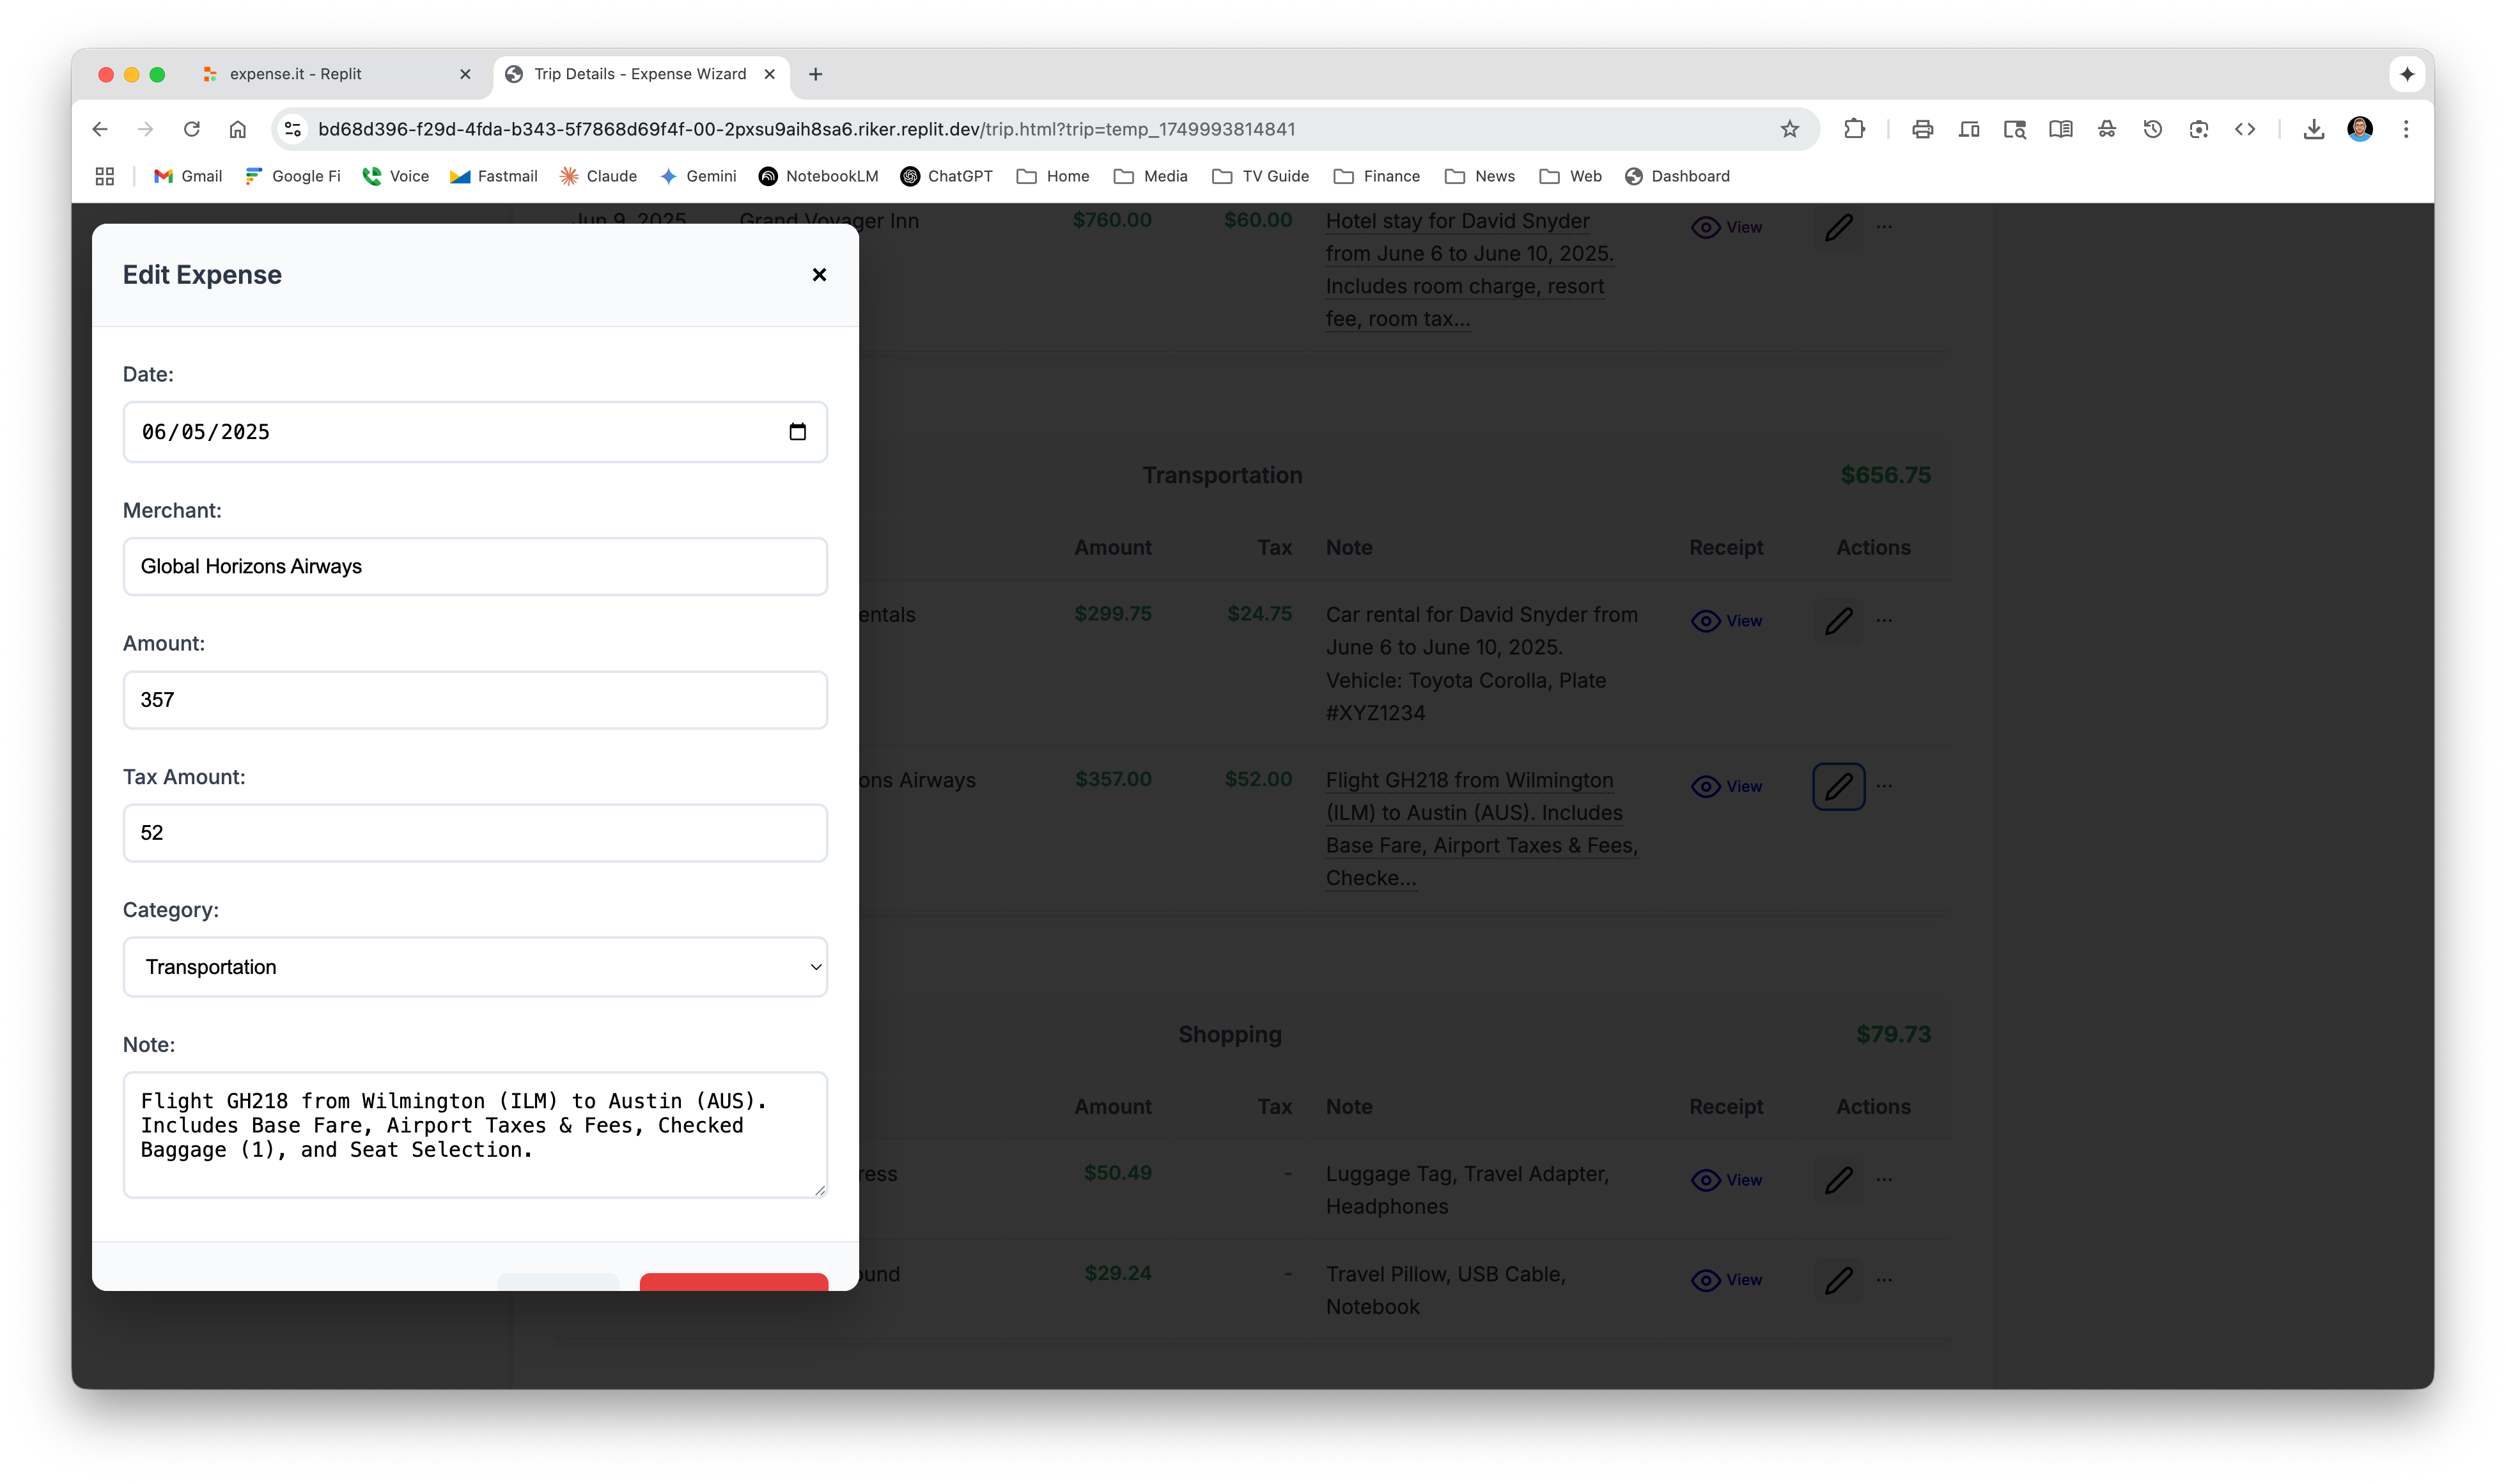 expense.it - Replit
Trip Details - Expense Wizard
bd68d396-f29d-4fda-b343-5f7868d69f4f-00-2pxsu9aih8sa6.riker.replit.dev/trip.html?trip=temp_1749993814841
Gmail
Google Fi
Voice
Fastmail
Claude
Gemini
NotebookLM
ChatGPT
Home
Media
TV Guide
Finance
News
Web
Dashboard
Edit Expense
Date:
06/05/2025
Merchant:
Global Horizons Airways
Amount:
357
Tax Amount:
52
Category:
Transportation
Note:
Flight GH218 from Wilmington (ILM) to Austin (AUS).
Includes Base Fare, Airport Taxes & Fees, Checked
Baggage (1), and Seat Selection.
Jun 9, 2025 Grand Voyager Inn $760.00 $60.00 Hotel stay for David Snyder View ...
from June 6 to June 10, 2025.
Includes room charge, resort
fee, room tax...
Transportation $656.75
Amount Tax Note Receipt Actions
entals $299.75 $24.75 Car rental for David Snyder from View ...
June 6 to June 10, 2025.
Vehicle: Toyota Corolla, Plate
#XYZ1234
ons Airways $357.00 $52.00 Flight GH218 from Wilmington View ...
(ILM) to Austin (AUS). Includes
Base Fare, Airport Taxes & Fees,
Checke...
Shopping $79.73
Amount Tax Note Receipt Actions
ress $50.49 - Luggage Tag, Travel Adapter, View ...
Headphones
ound $29.24 - Travel Pillow, USB Cable, View ...
Notebook